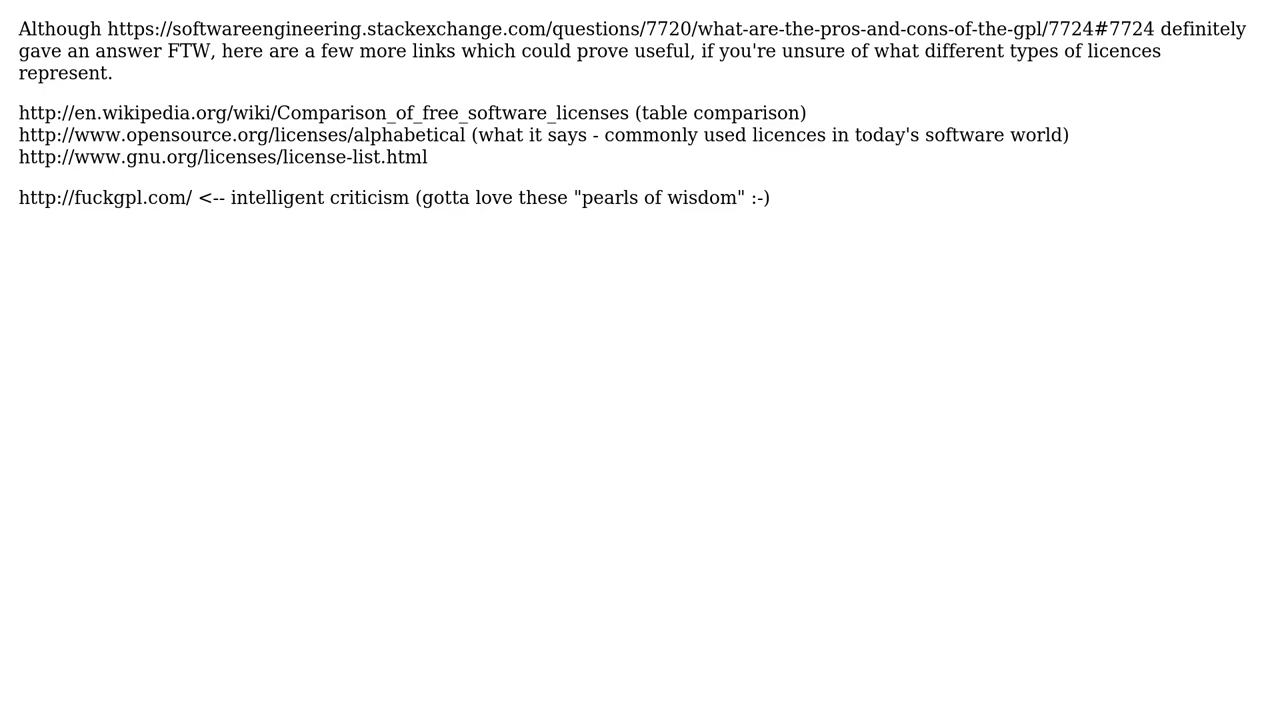 Although https://softwareengineering.stackexchange.com/questions/7720/what-are-the-pros-and-cons-of-the-gpl/7724#7724 definitely
gave an answer FTW, here are a few more links which could prove useful, if you're unsure of what different types of licences
represent.
http://en.wikipedia.org/wiki/Comparison_of_free_software_licenses (table comparison)
http://www.opensource.org/licenses/alphabetical (what it says - commonly used licences in today's software world)
http://www.gnu.org/licenses/license-list.html
http://fuckgpl.com/ <-- intelligent criticism (gotta love these "pearls of wisdom" :-)